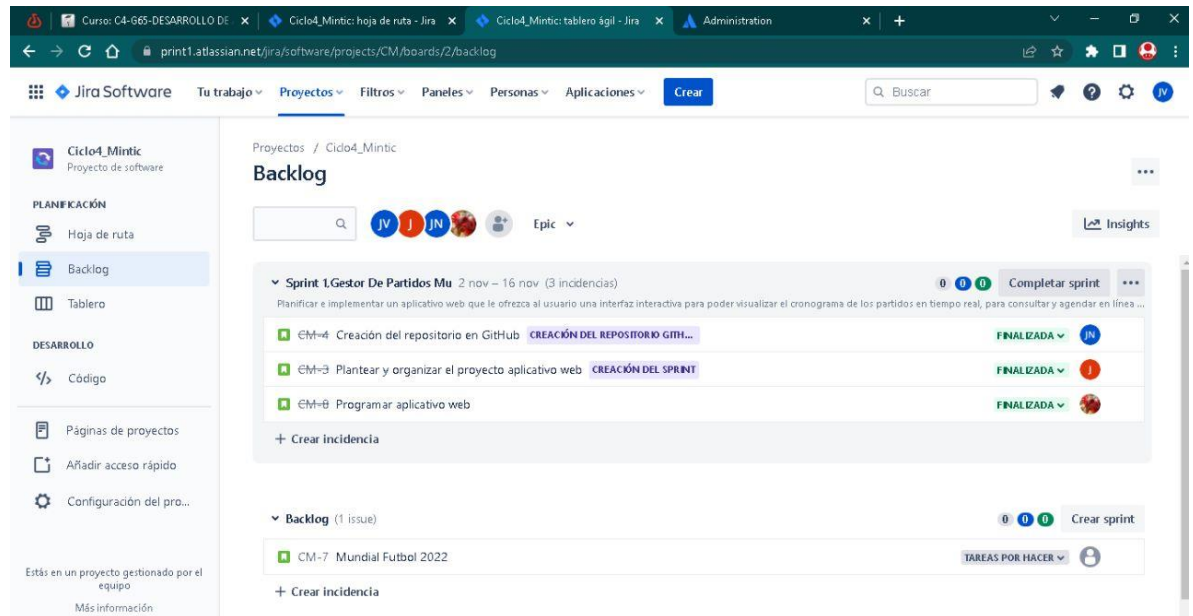 Curso: C4-G65-DESARROLLO DE
Ciclo4_Mintic: hoja de ruta - Jira
Ciclo4_Mintic: tablero ágil - Jira
Administration
print1.atlassian.net/jira/software/projects/CM/boards/2/backlog
Jira Software
Tu trabajo
Proyectos
Filtros
Paneles
Personas
Aplicaciones
Crear
Buscar
JV
Ciclo4_Mintic
Proyecto de software
PLANIFICACIÓN
Hoja de ruta
Backlog
Tablero
DESARROLLO
Código
Páginas de proyectos
Añadir acceso rápido
Configuración del pro...
Estás en un proyecto gestionado por el
equipo
Más información
Proyectos / Ciclo4_Mintic
Backlog
JV J JN
Epic
Insights
Sprint 1.Gestor De Partidos Mu 2 nov – 16 nov (3 incidencias)
0 0 0 Completar sprint
Planificar e implementar un aplicativo web que le ofrezca al usuario una interfaz interactiva para poder visualizar el cronograma de los partidos en tiempo real, para consultar y agendar en línea ...
CM-4 Creación del repositorio en GitHub CREACIÓN DEL REPOSITORIO GITH... FINALIZADA JN
CM-3 Plantear y organizar el proyecto aplicativo web CREACIÓN DEL SPRINT FINALIZADA J
CM-8 Programar aplicativo web FINALIZADA
+ Crear incidencia
Backlog (1 issue) 0 0 0 Crear sprint
CM-7 Mundial Futbol 2022 TAREAS POR HACER
+ Crear incidencia